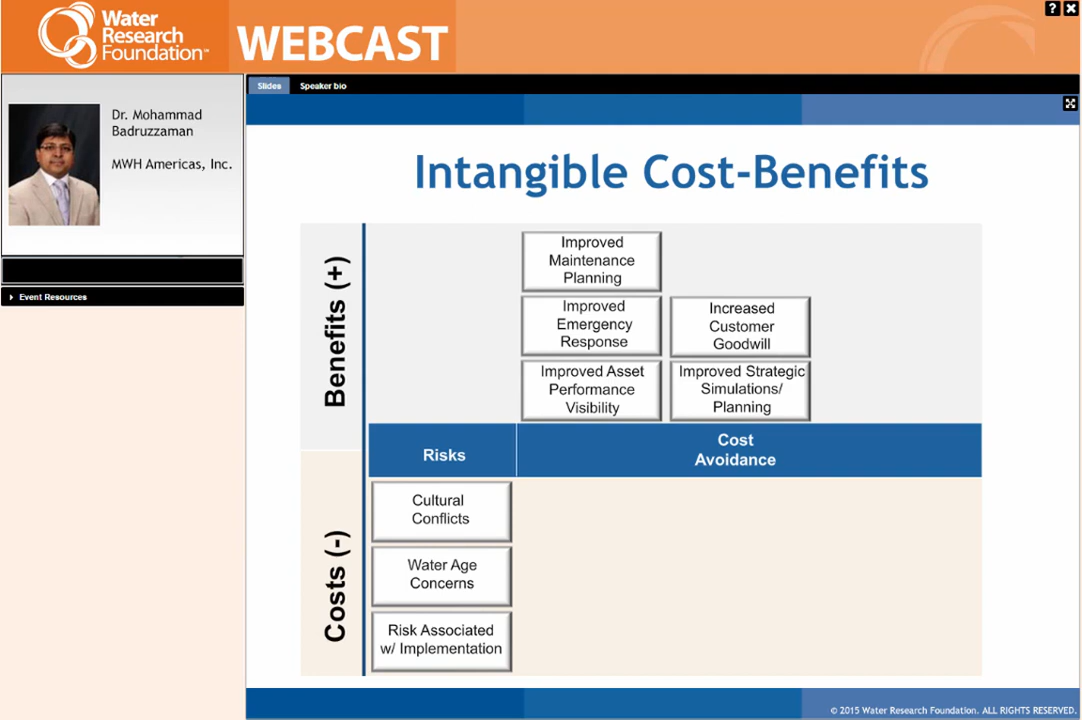 Water
Research
Foundation™
WEBCAST
? X
Dr. Mohammad
Badruzzaman
MWH Americas, Inc.
Event Resources
Slides Speaker bio
Intangible Cost-Benefits
Benefits (+)
Improved
Maintenance
Planning
Improved
Emergency
Response
Increased
Customer
Goodwill
Improved Asset
Performance
Visibility
Improved Strategic
Simulations/
Planning
Risks
Cost
Avoidance
Costs (-)
Cultural
Conflicts
Water Age
Concerns
Risk Associated
w/ Implementation
© 2015 Water Research Foundation. ALL RIGHTS RESERVED.